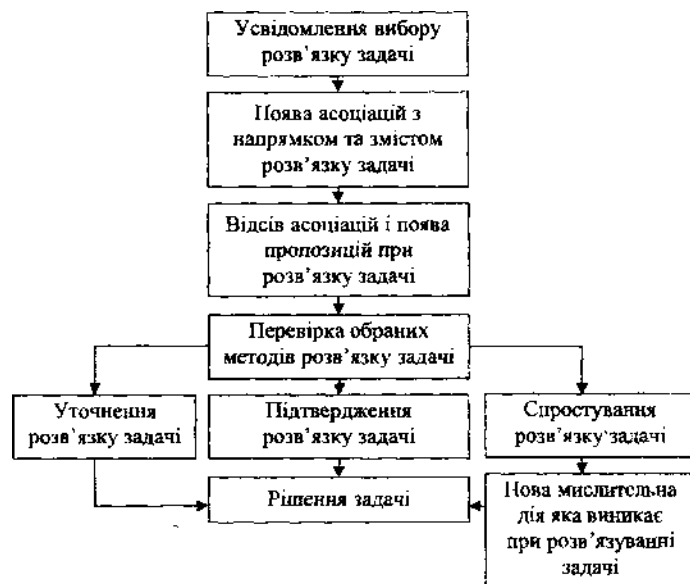 Усвідомлення вибору
розв'язку задачі
Поява асоціацій з
напрямком та змістом
розв'язку задачі
Відсів асоціацій і поява
пропозицій при
розв'язку задачі
Перевірка обраних
методів розв'язку задачі
Уточнення
розв'язку задачі
Підтвердження
розв'язку задачі
Спростування
розв'язку задачі
Рішення задачі
Нова мислительна
дія яка виникає
при розв'язуванні
задачі